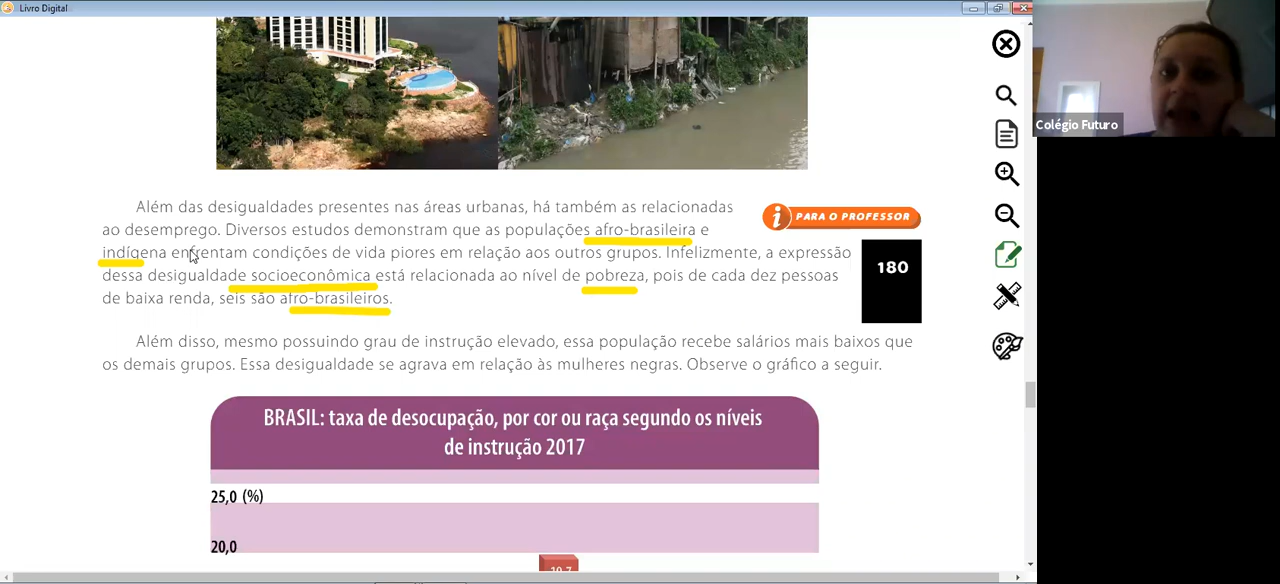 Livro Digital
Colégio Futuro
Além das desigualdades presentes nas áreas urbanas, há também as relacionadas
ao desemprego. Diversos estudos demonstram que as populações afro-brasileira e
indígena enfrentam condições de vida piores em relação aos outros grupos. Infelizmente, a expressão
dessa desigualdade socioeconômica está relacionada ao nível de pobreza, pois de cada dez pessoas
de baixa renda, seis são afro-brasileiros.
i PARA O PROFESSOR
180
Além disso, mesmo possuindo grau de instrução elevado, essa população recebe salários mais baixos que
os demais grupos. Essa desigualdade se agrava em relação às mulheres negras. Observe o gráfico a seguir.
BRASIL: taxa de desocupação, por cor ou raça segundo os níveis
de instrução 2017
25,0 (%)
20,0